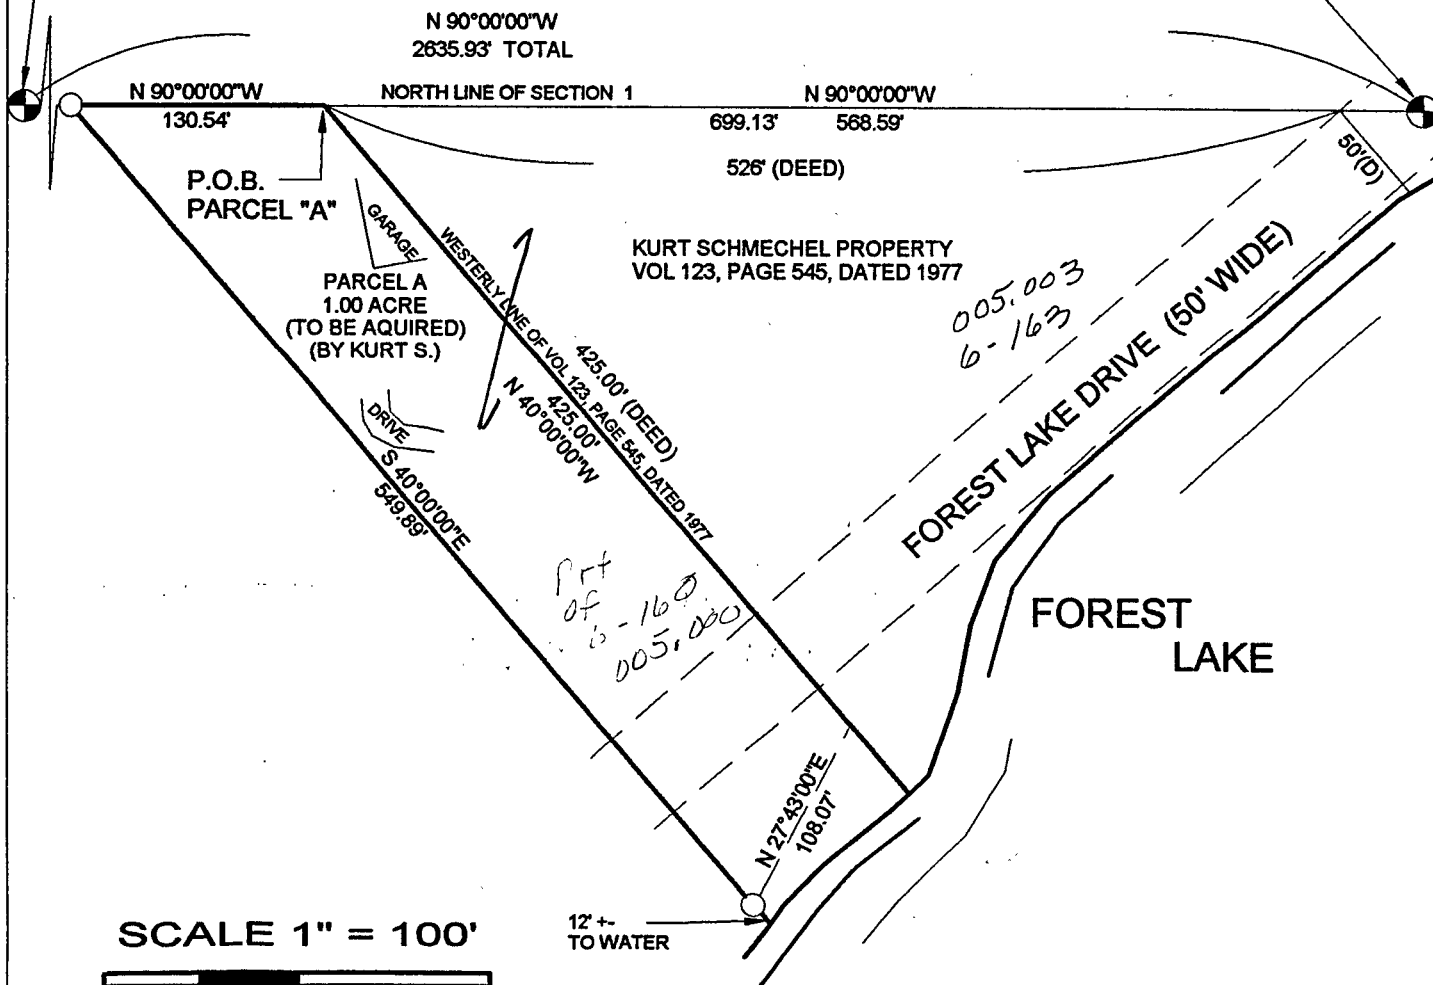 N 90°00'00"W
2635.93' TOTAL
N 90°00'00"W
130.54'
NORTH LINE OF SECTION 1
N 90°00'00"W
699.13'
568.59'
526' (DEED)
50'(D)
P.O.B.
PARCEL "A"
GARAGE
PARCEL A
1.00 ACRE
(TO BE AQUIRED)
(BY KURT S.)
WESTERLY LINE OF VOL 123, PAGE 545, DATED 1977
425.00' (DEED)
425.00'
N 40°00'00"W
KURT SCHMECHEL PROPERTY
VOL 123, PAGE 545, DATED 1977
005.003
6-163
FOREST LAKE DRIVE (50' WIDE)
DRIVE
S 40°00'00"E
549.89'
Prt
of
6-160
005.000
FOREST
LAKE
N 27°43'00"E
108.07'
12' +-
TO WATER
SCALE 1" = 100'